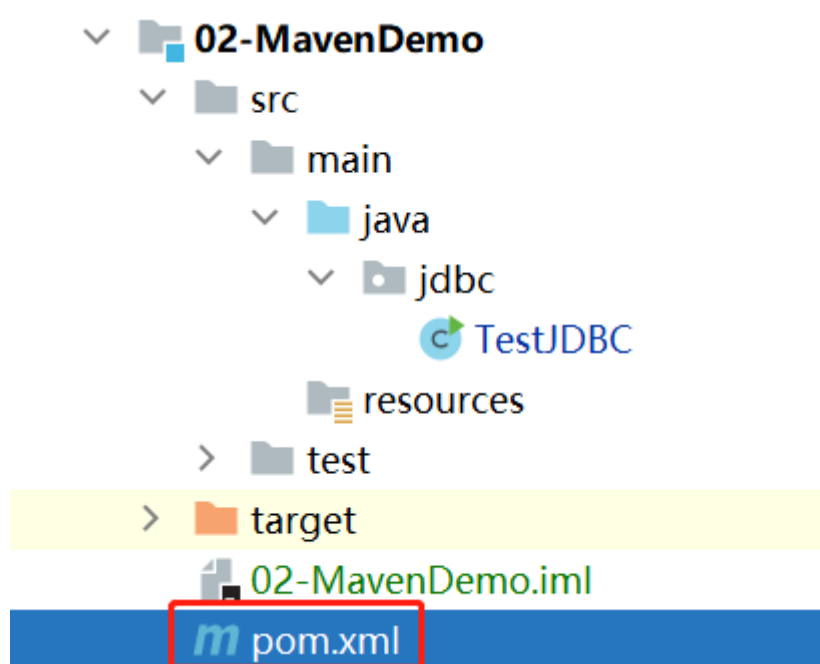 02-MavenDemo
src
main
java
jdbc
TestJDBC
resources
test
target
02-MavenDemo.iml
pom.xml